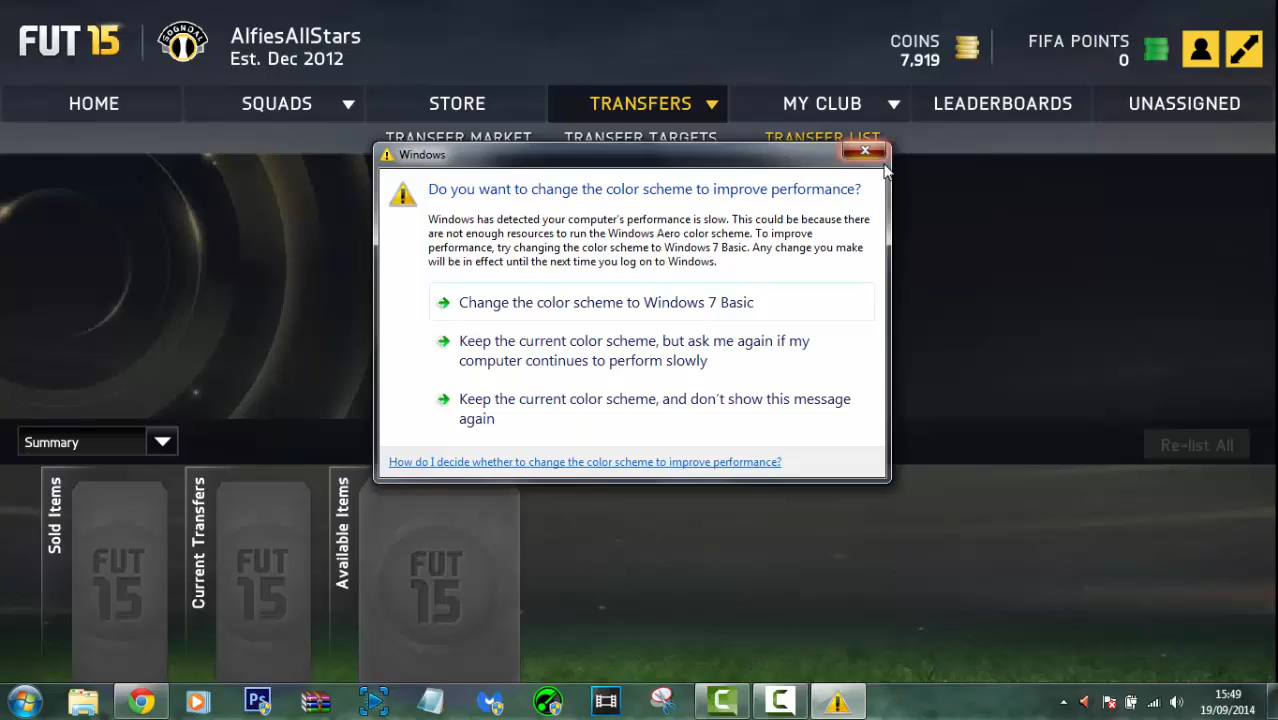 FUT 15
SOGNDAL
AlfiesAllStars
Est. Dec 2012
COINS
7,919
FIFA POINTS
0
HOME
SQUADS
STORE
TRANSFERS
MY CLUB
LEADERBOARDS
UNASSIGNED
TRANSFER MARKET
TRANSFER TARGETS
TRANSFER LIST
Windows
Do you want to change the color scheme to improve performance?
Windows has detected your computer's performance is slow. This could be because there
are not enough resources to run the Windows Aero color scheme. To improve
performance, try changing the color scheme to Windows 7 Basic. Any change you make
will be in effect until the next time you log on to Windows.
Change the color scheme to Windows 7 Basic
Keep the current color scheme, but ask me again if my
computer continues to perform slowly
Keep the current color scheme, and don't show this message
again
How do I decide whether to change the color scheme to improve performance?
Summary
Re-list All
Sold Items
FUT
15
Current Transfers
FUT
15
Available Items
FUT
15
Ps
15:49
19/09/2014